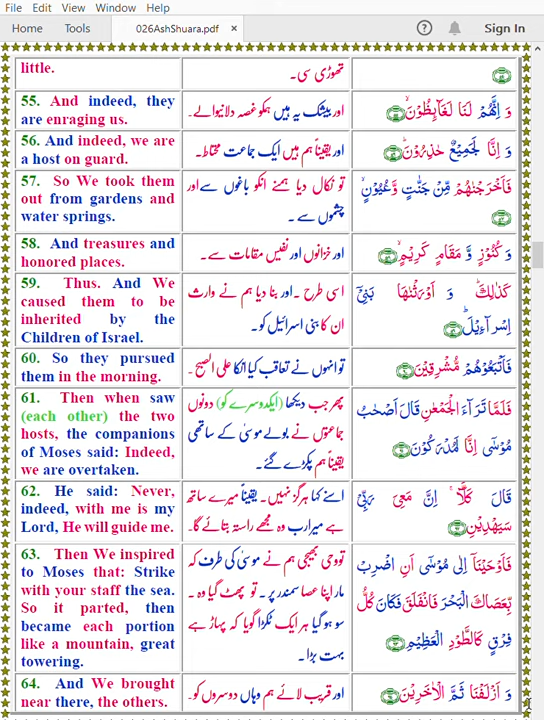 File Edit View Window Help
Home Tools 026AshShuara.pdf × ? Sign In
little.
تھوڑی سی۔
55. And indeed, they
are enraging us.
اور بیشک یہ ہیں ہمکو غصہ دلانیوالے۔
وَ اِنَّهُمْ لَنَا لَغَآئِظُوْنَ
56. And indeed, we are
a host on guard.
اور یقیناً ہم ہیں ایک جماعت محتاط۔
وَ اِنَّا لَجَمِيْعٌ حٰذِرُوْنَ
57. So We took them
out from gardens and
water springs.
تو نکال دیا ہمنے انکو باغوں سے اور
چشموں سے ۔
فَاَخْرَجْنٰهُمْ مِّنْ جَنّٰتٍ وَّ عُيُوْنٍ
58. And treasures and
honored places.
اور خزانوں اور نفیس مقامات سے۔
وَ كُنُوْزٍ وَّ مَقَامٍ كَرِيْمٍ
59. Thus. And We
caused them to be
inherited by the
Children of Israel.
اسی طرح ۔ اور بنا دیا ہم نے وارث
ان کا بنی اسرائیل کو۔
كَذٰلِكَ وَ اَوْرَثْنٰهَا بَنِيْۤ
اِسْرَآءِيْلَ
60. So they pursued
them in the morning.
تو انہوں نے تعاقب کیا انکا علی الصبح ۔
فَاَتْبَعُوْهُمْ مُّشْرِقِيْنَ
61. Then when saw
(each other) the two
hosts, the companions
of Moses said: Indeed,
we are overtaken.
پھر جب دیکھا (ایکدوسرے کو) دونوں
جماعتوں نے بولے موسیٰ کے ساتھی
یقیناً ہم پکڑے گئے۔
فَلَمَّا تَرَآءَ الْجَمْعٰنِ قَالَ اَصْحٰبُ
مُوْسٰٓى اِنَّا لَمُدْرَكُوْنَ
62. He said: Never,
indeed, with me is my
Lord, He will guide me.
اسنے کہا ہرگز نہیں۔ یقیناً میرے ساتھ
ہے میرا رب وہ مجھے راستہ بتائے گا۔
قَالَ كَلَّا ۚ اِنَّ مَعِيَ رَبِّيْ
سَيَهْدِيْنِ
63. Then We inspired
to Moses that: Strike
with your staff the sea.
So it parted, then
became each portion
like a mountain, great
towering.
تو وحی بھیجی ہم نے موسیٰ کی طرف کہ
مار اپنا عصا سمندر پر ۔ تو پھٹ گیا وہ ۔
سو ہو گیا ہر ایک ٹکڑا گویا کہ پہاڑ ہے
بہت بڑا ۔
فَاَوْحَيْنَاۤ اِلٰى مُوْسٰٓى اَنِ اضْرِبْ
بِّعَصَاكَ الْبَحْرَ فَانْفَلَقَ فَكَانَ كُلُّ
فِرْقٍ كَالطَّوْدِ الْعَظِيْمِ
64. And We brought
near there, the others.
اور قریب لائے ہم وہاں دوسروں کو۔
وَ اَزْلَفْنَا ثَمَّ الْاٰخَرِيْنَ